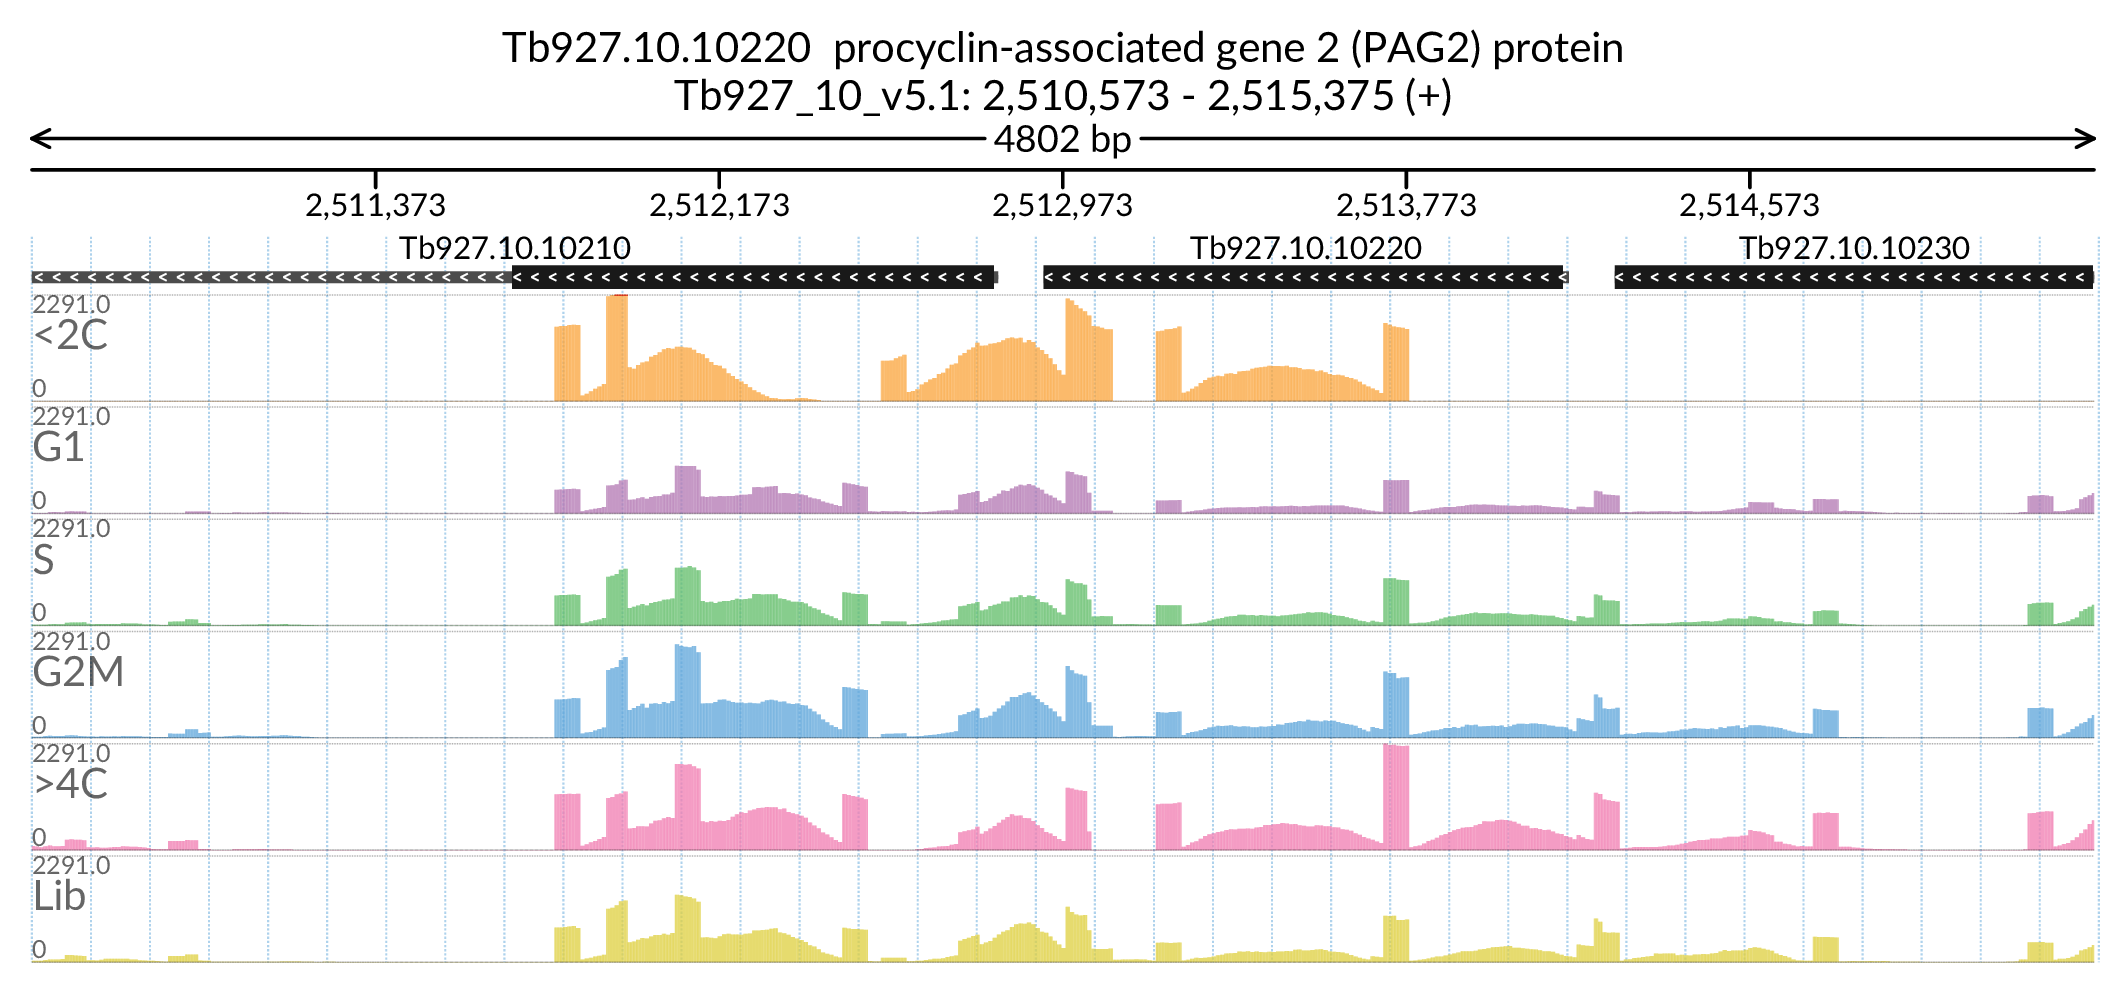 Tb927.10.10220  procyclin-associated gene 2 (PAG2) protein
Tb927_10_v5.1: 2,510,573 - 2,515,375 (+)
4802 bp
2,511,373 2,512,173 2,512,973 2,513,773 2,514,573
Tb927.10.10210 Tb927.10.10220 Tb927.10.10230
2291.0
<2C
0
2291.0
G1
0
2291.0
S
0
2291.0
G2M
0
2291.0
>4C
0
2291.0
Lib
0